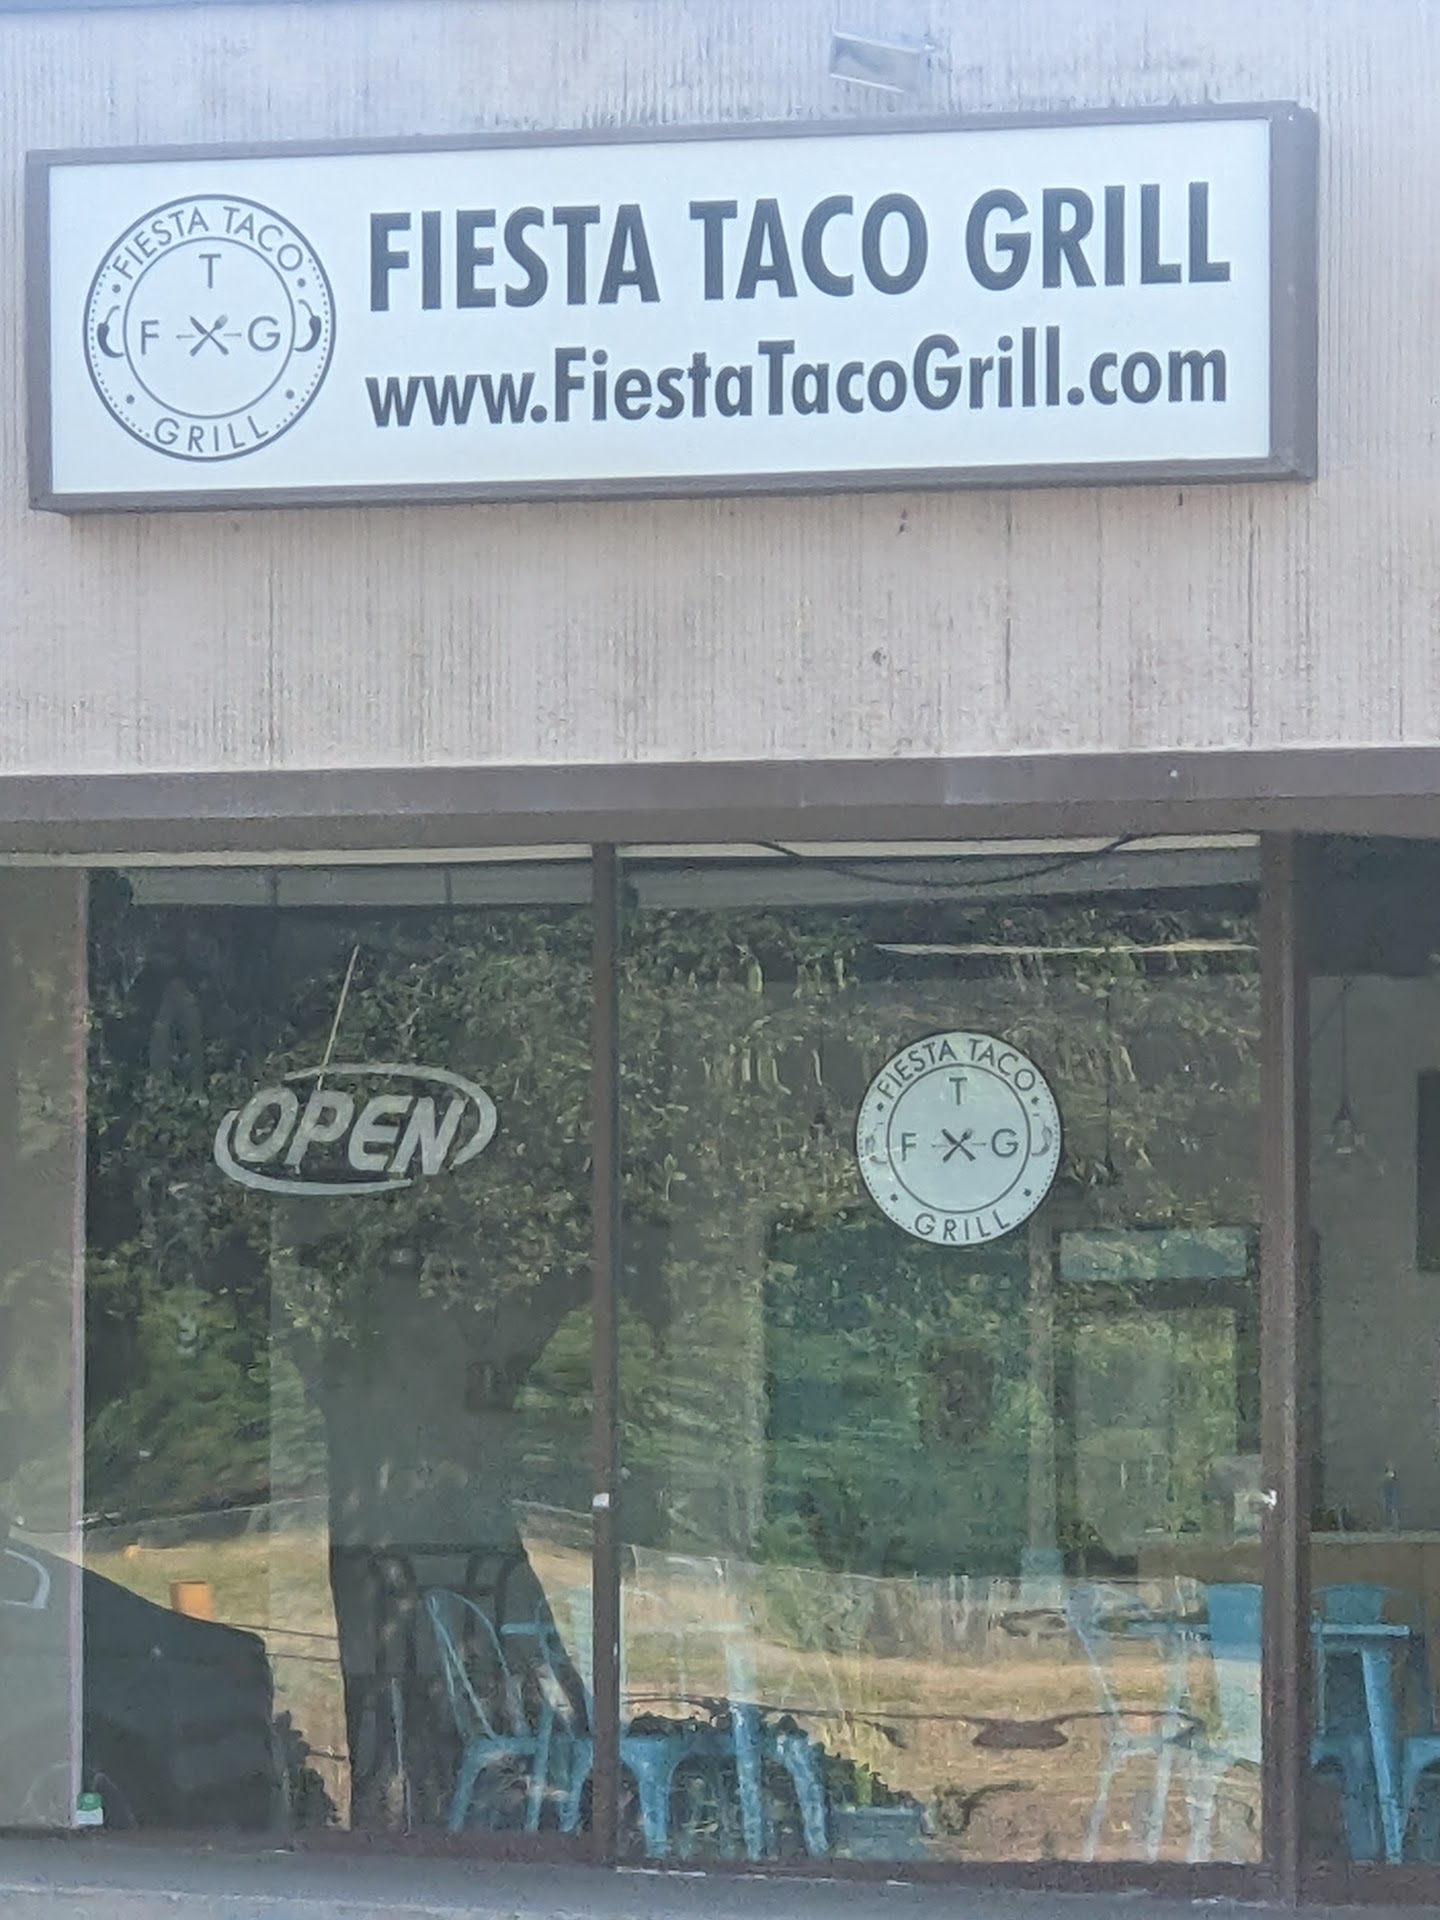 FIESTA TACO
T
F G
GRILL
FIESTA TACO GRILL
www.FiestaTacoGrill.com
OPEN
FIESTA TACO
T
F G
GRILL